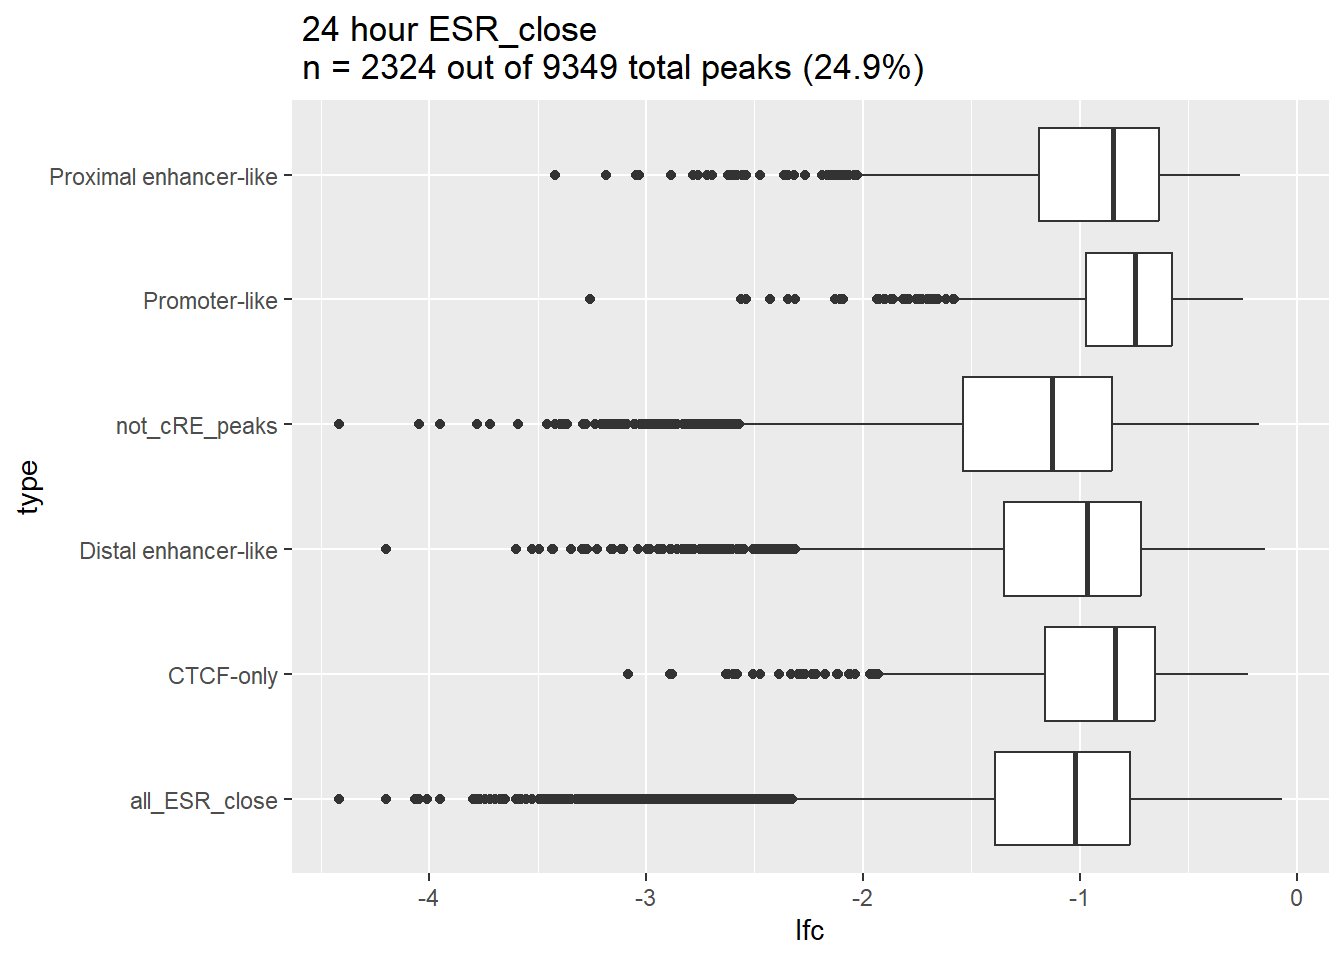 24 hour ESR_close
n = 2324 out of 9349 total peaks (24.9%)
type
Proximal enhancer-like
Promoter-like
not_cRE_peaks
Distal enhancer-like
CTCF-only
all_ESR_close
-4 -3 -2 -1 0
lfc